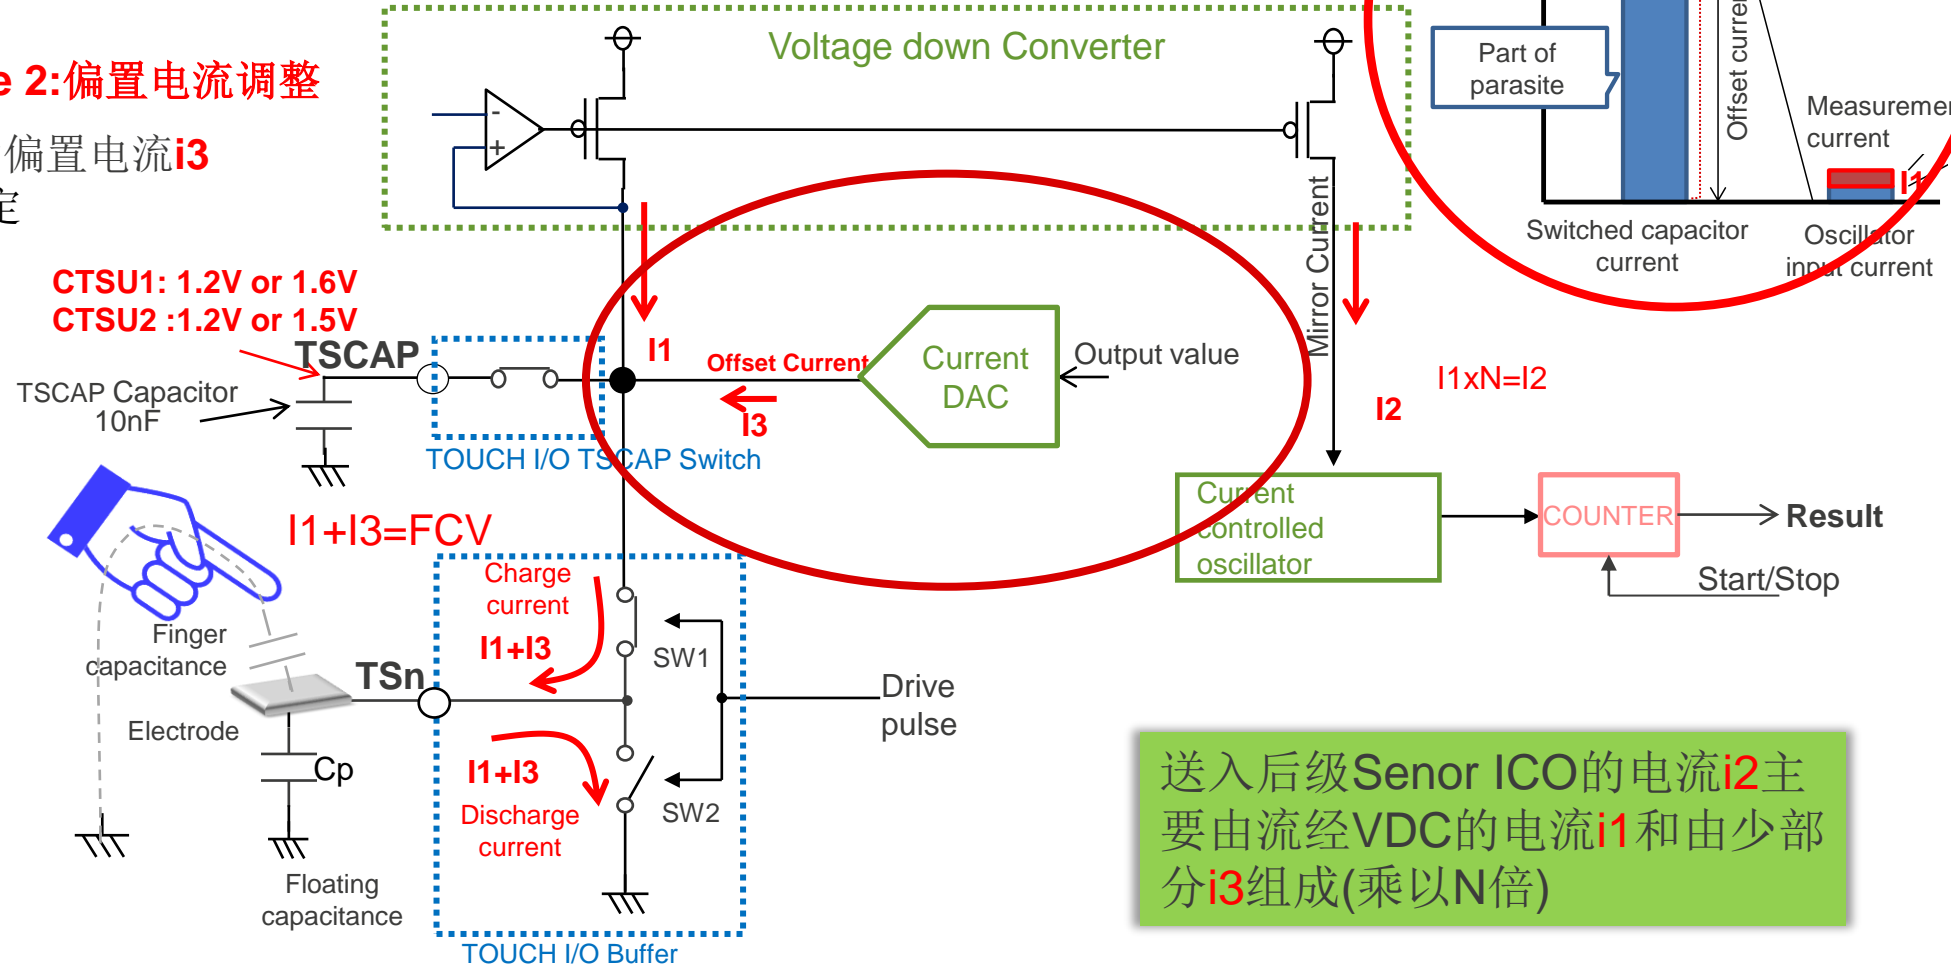 Voltage down Converter
e 2:偏置电流调整
偏置电流i3
定
-
+
Part of
parasite
Offset curren
Measuremen
current
I1
Switched capacitor
current
Oscillator
input current
Mirror Current
CTSU1: 1.2V or 1.6V
CTSU2 :1.2V or 1.5V
TSCAP
TSCAP Capacitor
10nF
I1
Offset Current
I3
Current
DAC
Output value
I1xN=I2
I2
TOUCH I/O TSCAP Switch
I1+I3=FCV
Current
controlled
oscillator
COUNTER
Result
Start/Stop
Charge
current
I1+I3
SW1
Finger
capacitance
TSn
Electrode
Drive
pulse
Cp
I1+I3
Discharge
current
SW2
Floating
capacitance
TOUCH I/O Buffer
送入后级Senor ICO的电流i2主
要由流经VDC的电流i1和由少部
分i3组成(乘以N倍)